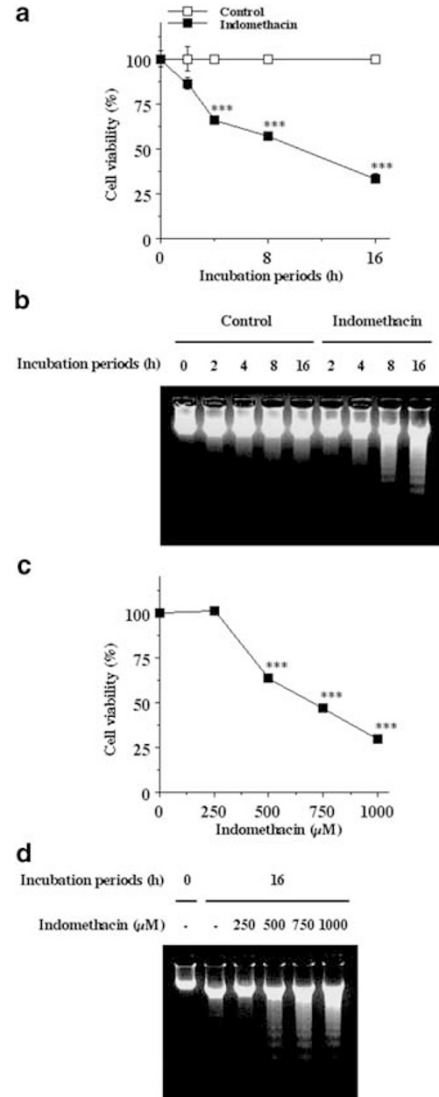 a
Control
Indomethacin
100
75
50
25
0
Cell viability (%)
***
***
***
0 8 16
Incubation periods (h)
b
Control Indomethacin
Incubation periods (h) 0 2 4 8 16 2 4 8 16
c
100
75
50
25
0
Cell viability (%)
***
***
***
0 250 500 750 1000
Indomethacin (µM)
d
Incubation periods (h) 0 16
Indomethacin (µM) - - 250 500 750 1000